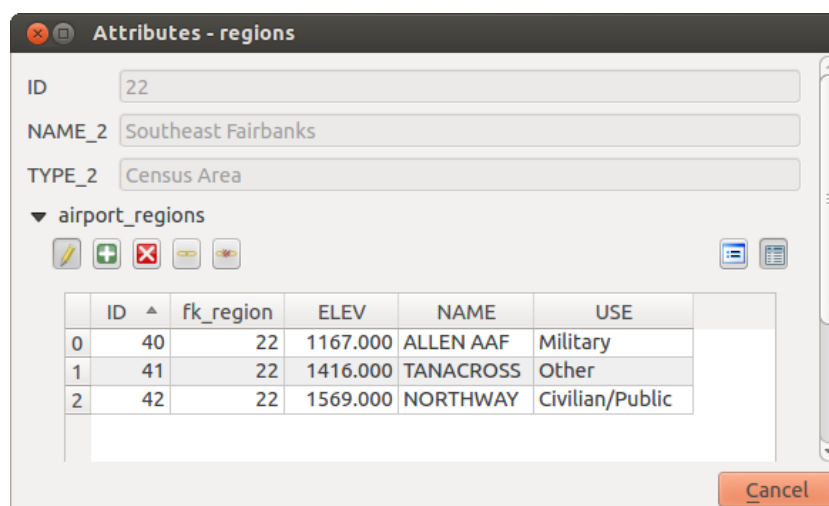 Attributes - regions
ID 22
NAME_2 Southeast Fairbanks
TYPE_2 Census Area
airport_regions
ID fk_region ELEV NAME USE
0 40 22 1167.000 ALLEN AAF Military
1 41 22 1416.000 TANACROSS Other
2 42 22 1569.000 NORTHWAY Civilian/Public
Cancel